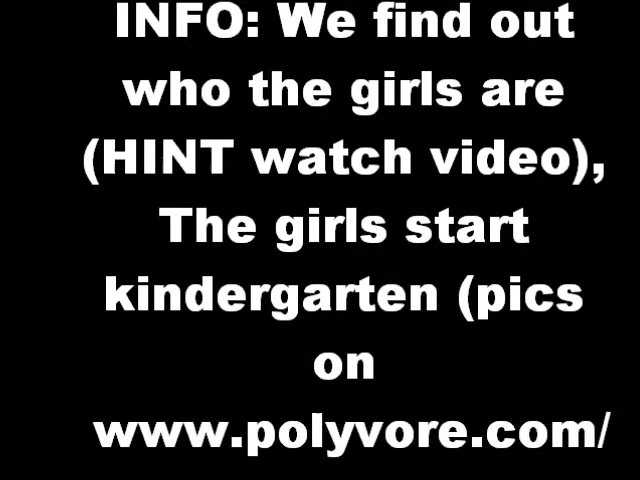 INFO: We find out
who the girls are
(HINT watch video),
The girls start
kindergarten (pics
on
www.polyvore.com/